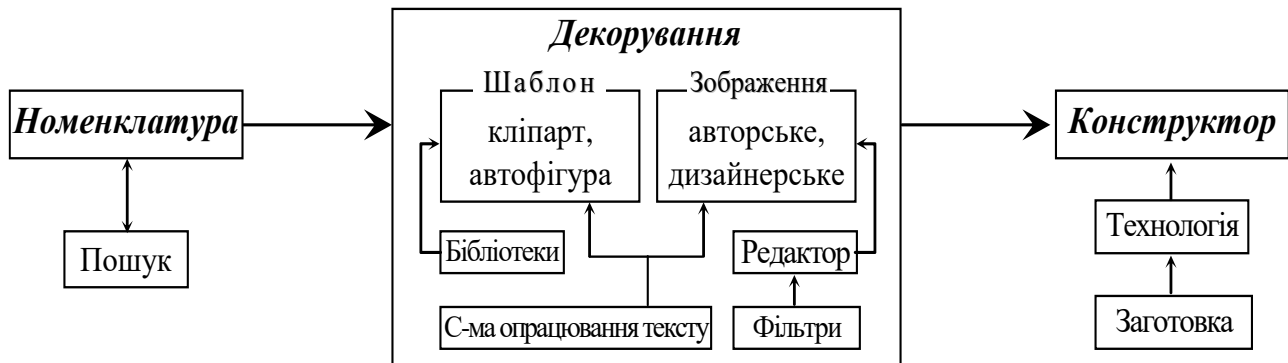 Декорування
Шаблон
Зображення
Номенклатура
кліпарт,
автофігура
авторське,
дизайнерське
Конструктор
Пошук
Бібліотеки
Редактор
Технологія
С-ма опрацювання тексту
Фільтри
Заготовка